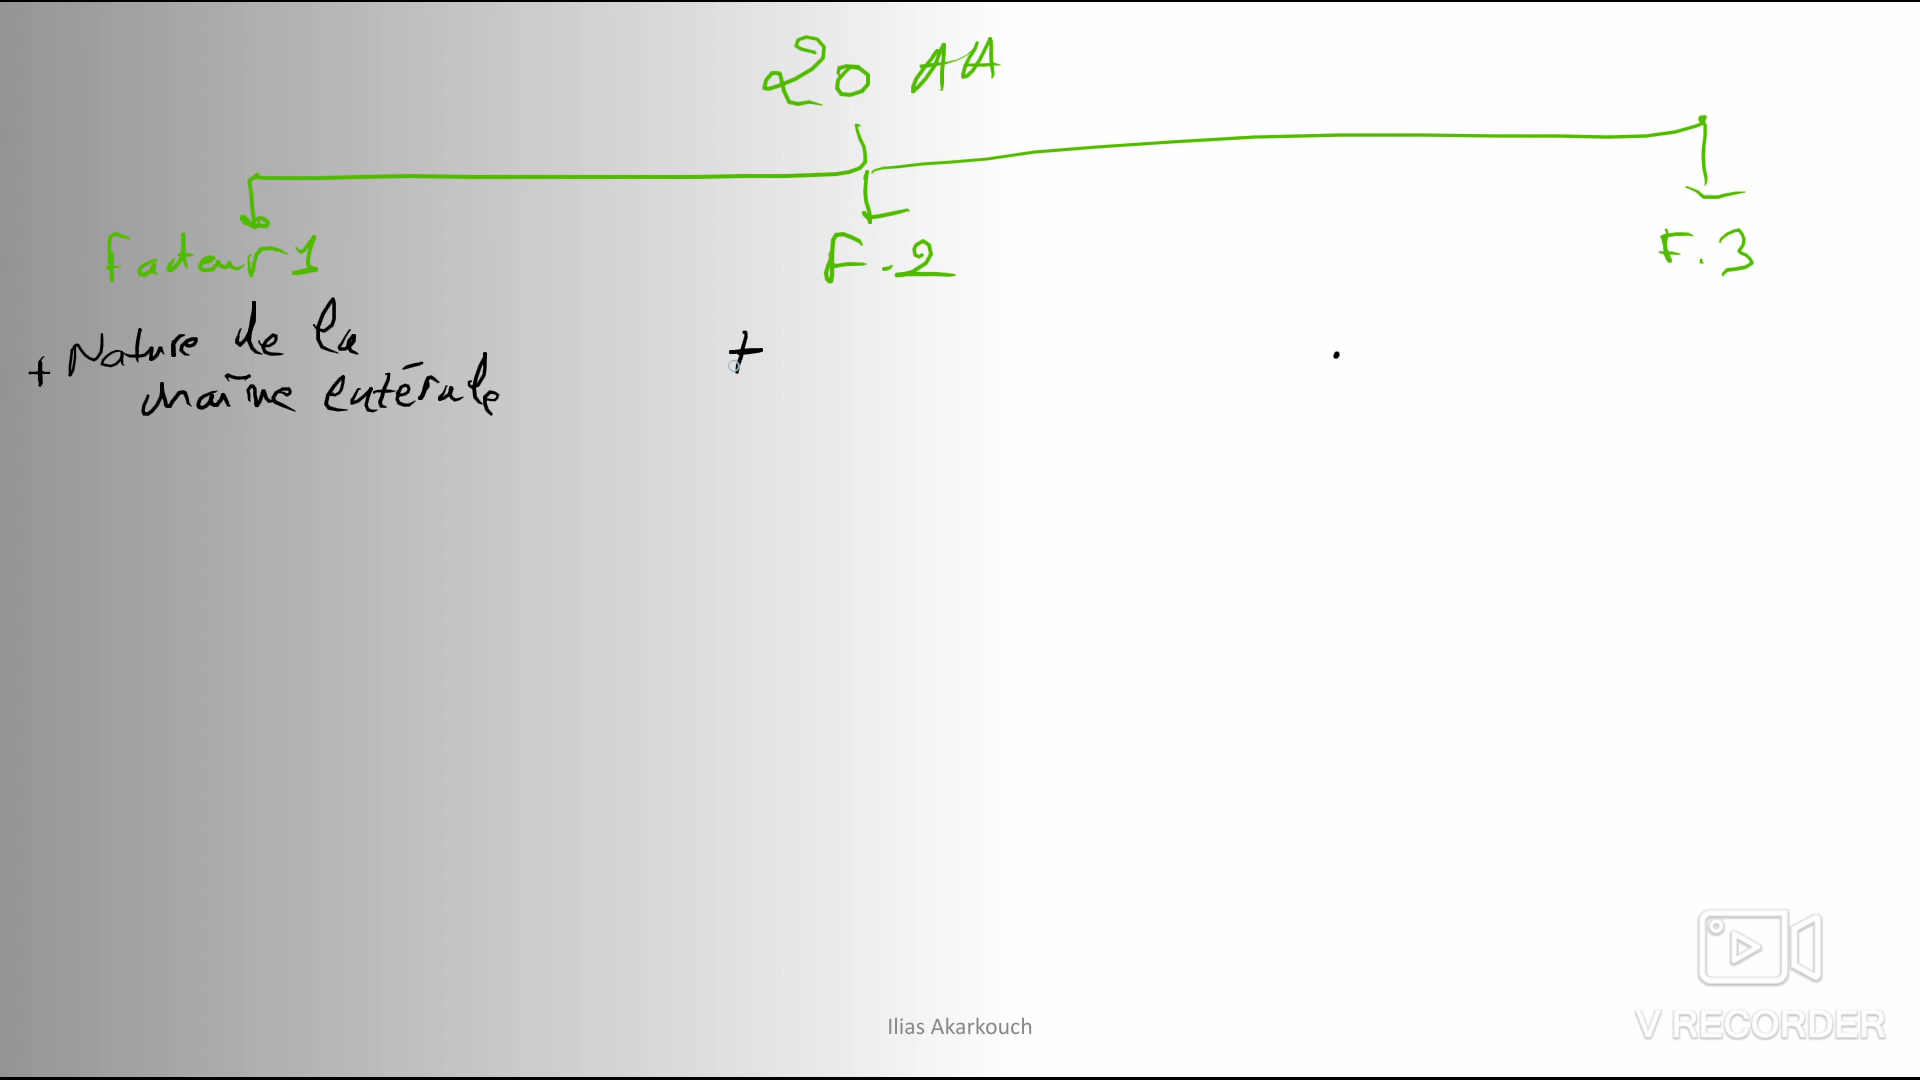 20 AA
Facteur 1
F.2
F.3
+ Nature de la
chaîne latérale
+
Ilias Akarkouch
V RECORDER